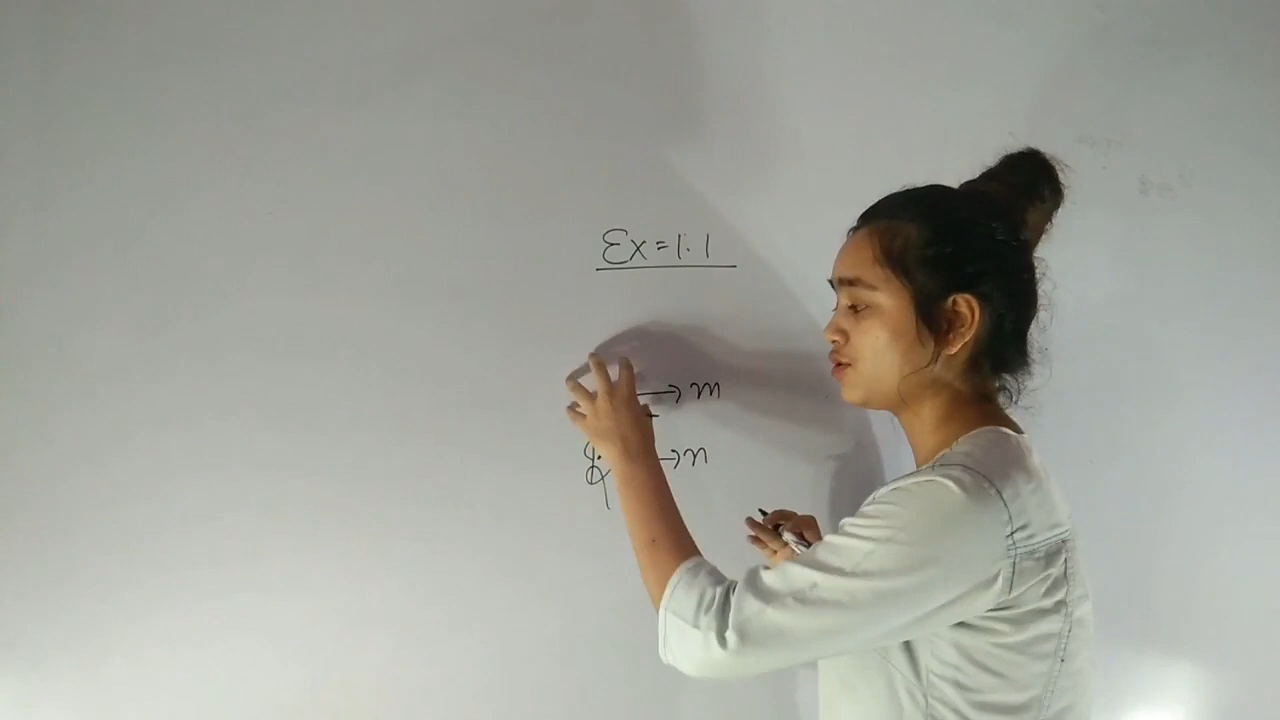 Ex = 1.1
→ m
→ n